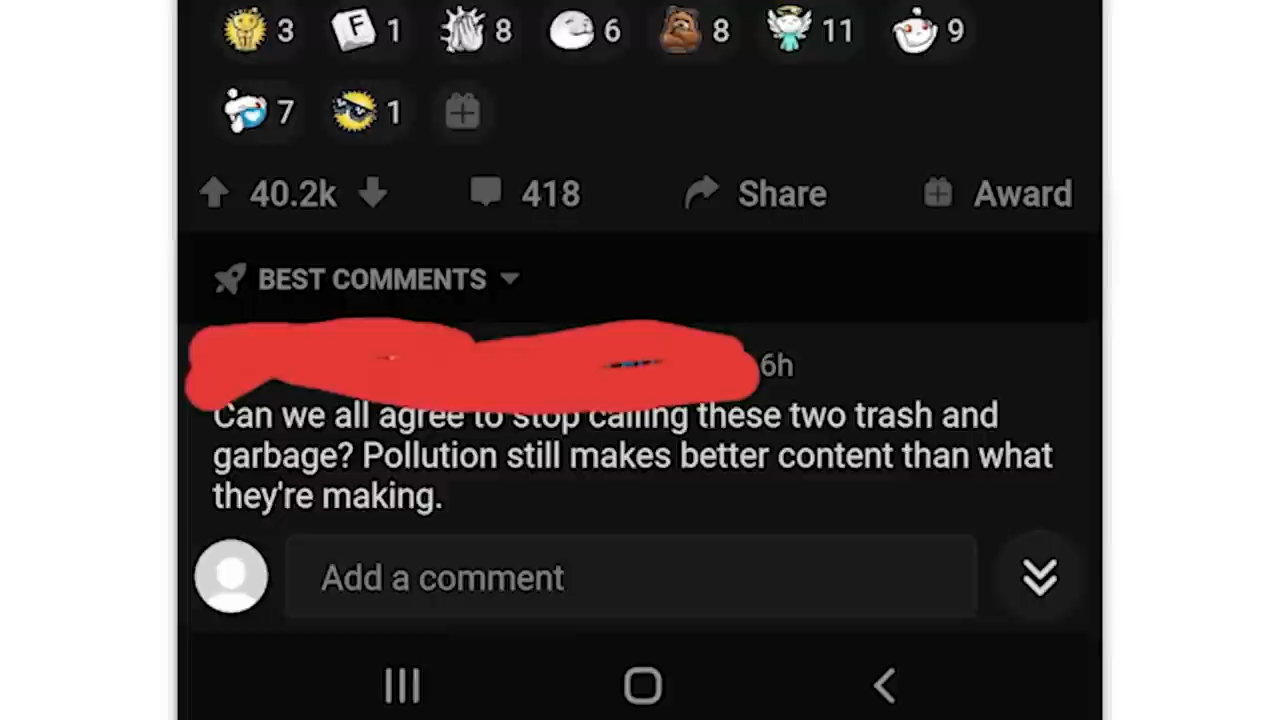 3 F 1 8 6 8 11 9
7 1
40.2k 418 Share Award
BEST COMMENTS
6h
Can we all agree to stop calling these two trash and
garbage? Pollution still makes better content than what
they're making.
Add a comment